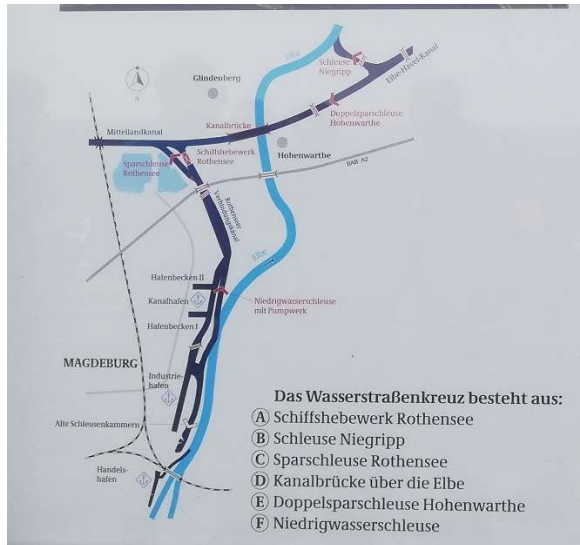 Elbe
Schleuse
Niegripp
Elbe-Havel-Kanal
N
Glindenberg
Doppelsparschleuse
Hohenwarthe
Kanalbrücke
Mittellandkanal
Schiffshebewerk
Rothensee
Hohenwarthe
Sparschleuse
Rothensee
BAB A2
Rothenseer
Verbindungskanal
Elbe
Hafenbecken II
Kanalhafen
Niedrigwasserschleuse
mit Pumpwerk
Hafenbecken I
MAGDEBURG
Industrie-
hafen
Alte Schleusenkammern
Handels-
hafen
Das Wasserstraßenkreuz besteht aus:
A Schiffshebewerk Rothensee
B Schleuse Niegripp
C Sparschleuse Rothensee
D Kanalbrücke über die Elbe
E Doppelsparschleuse Hohenwarthe
F Niedrigwasserschleuse